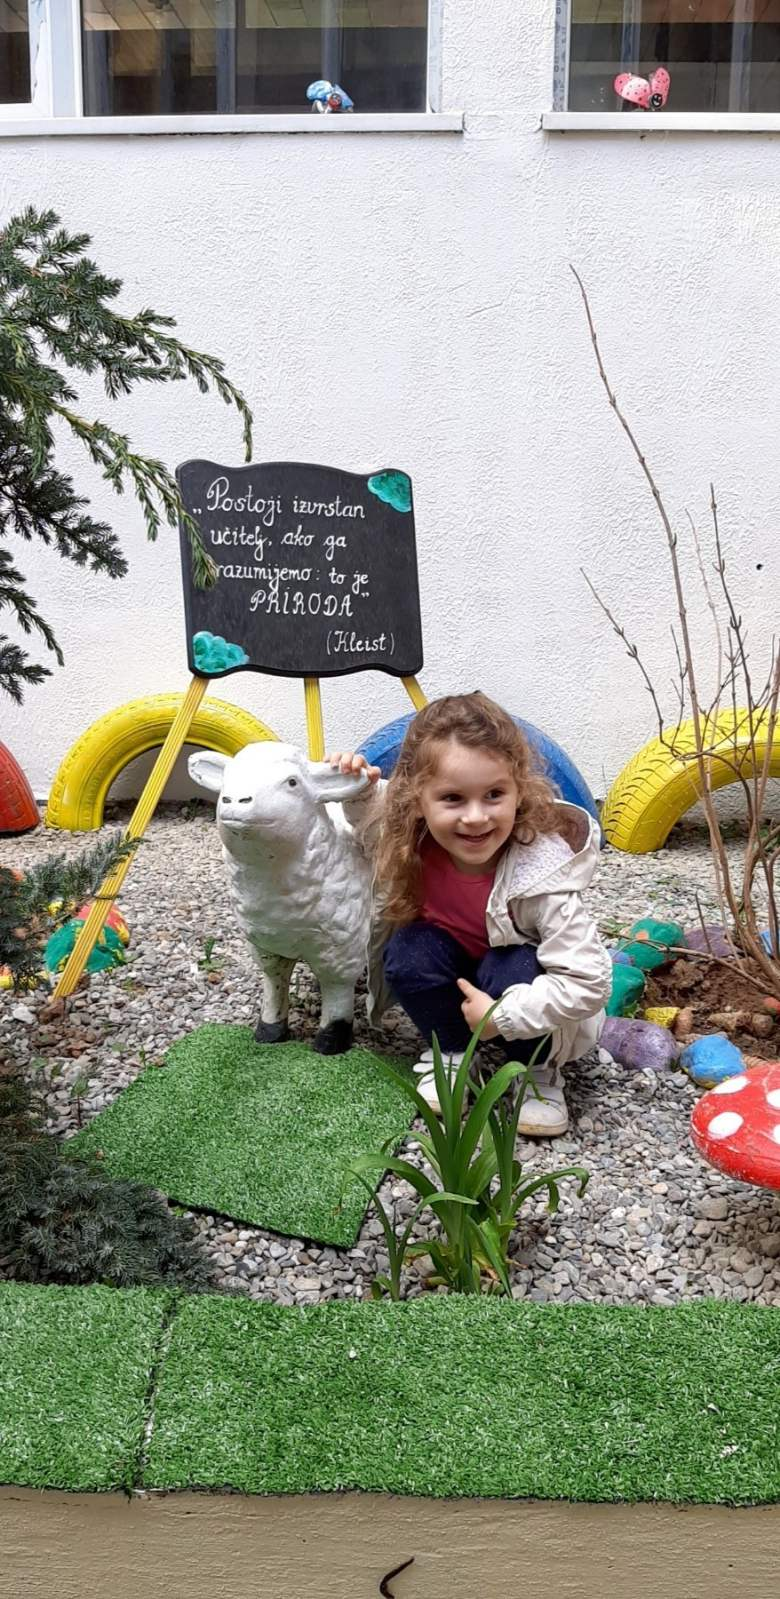 „Postoji izvrstan
učitelj, ako ga
razumijemo: to je
PRIRODA"
(Kleist)